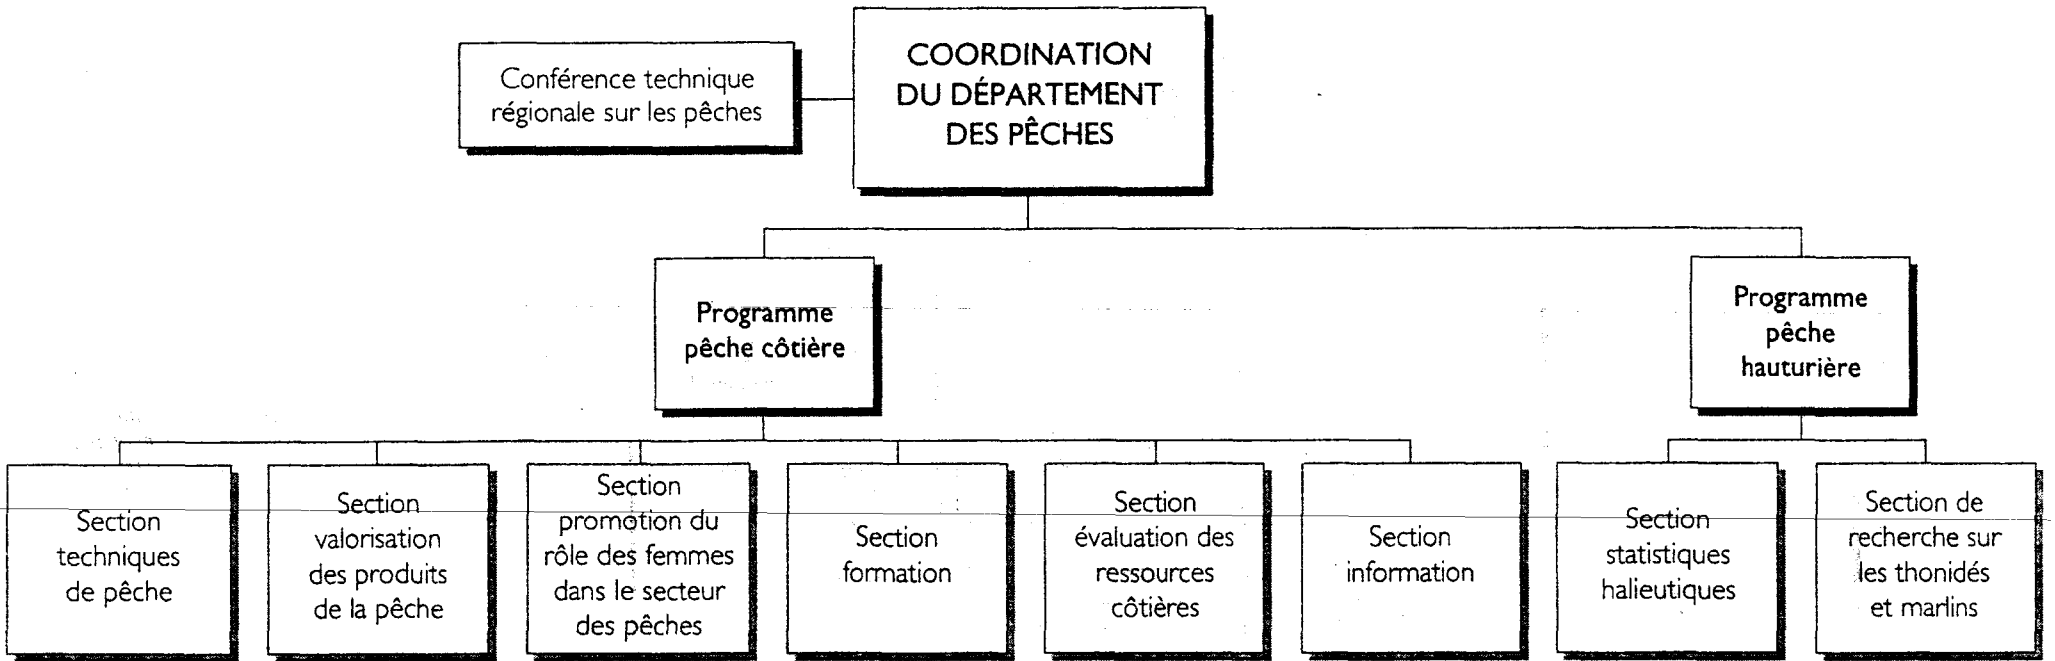 Conférence technique
régionale sur les pêches
COORDINATION
DU DÉPARTEMENT
DES PÊCHES
Programme
pêche côtière
Programme
pêche
hauturière
Section
techniques
de pêche
Section
valorisation
des produits
de la pêche
Section
promotion du
rôle des femmes
dans le secteur
des pêches
Section
formation
Section
évaluation des
ressources
côtières
Section
information
Section
statistiques
halieutiques
Section de
recherche sur
les thonidés
et marlins